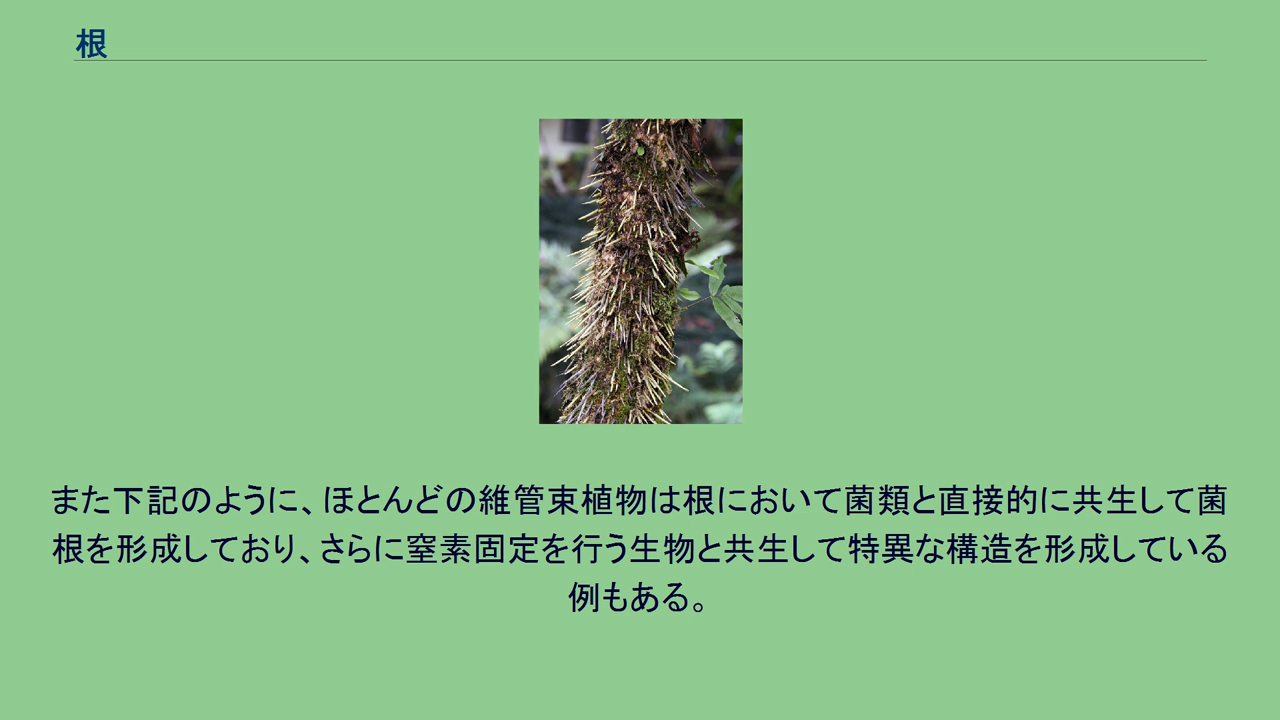 根
また下記のように、ほとんどの維管束植物は根において菌類と直接的に共生して菌
根を形成しており、さらに窒素固定を行う生物と共生して特異な構造を形成している
例もある。